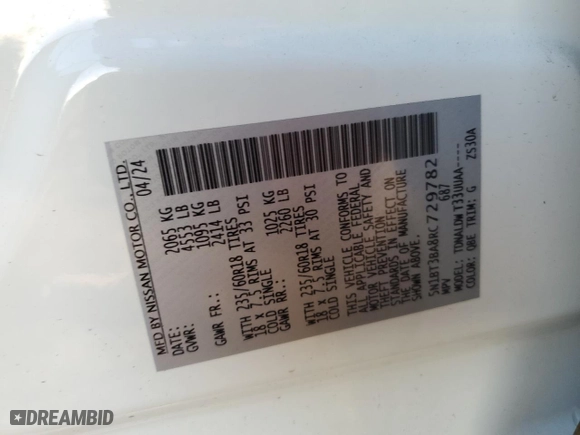 MFD BY NISSAN MOTOR CO., LTD.
DATE: 04/24
GVWR: 2065 KG
4553 LB
GAWR FR.: 1095 KG
2414 LB
WITH 235/60R18 TIRES
18 X 7.5 RIMS AT 33 PSI
COLD SINGLE
GAWR RR.: 1025 KG
2260 LB
WITH 235/60R18 TIRES
18 X 7.5 RIMS AT 30 PSI
COLD SINGLE
THIS VEHICLE CONFORMS TO
ALL APPLICABLE FEDERAL
MOTOR VEHICLE SAFETY AND
THEFT PREVENTION
STANDARDS IN EFFECT ON
THE DATE OF MANUFACTURE
SHOWN ABOVE.
5N1BT3BA8RC729782
MPV 6B7
MODEL: TDMALDW T33UUAA----
COLOR: QBE TRIM: G ZS30A
DREAMBID